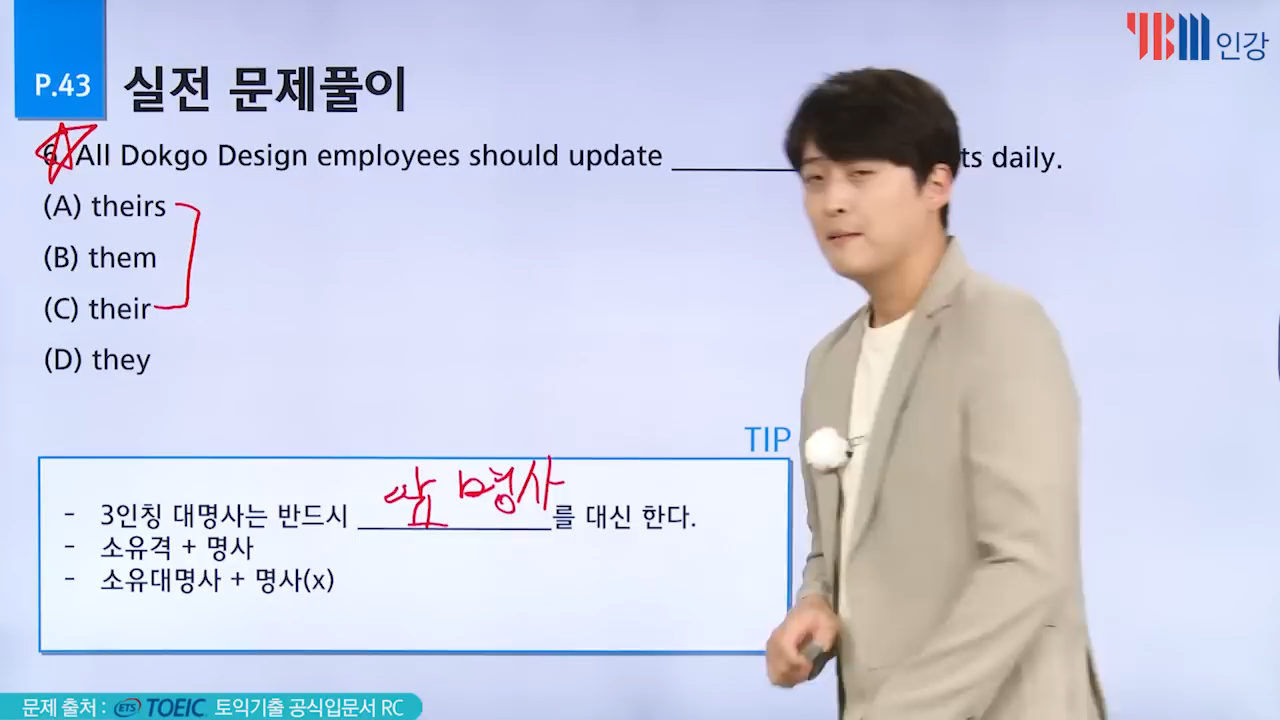 P.43 실전 문제풀이
YBM 인강
6. All Dokgo Design employees should update ts daily.
(A) theirs
(B) them
(C) their
(D) they
TIP
- 3인칭 대명사는 반드시 앞 명사를 대신 한다.
- 소유격 + 명사
- 소유대명사 + 명사(x)
문제 출처 : ETS TOEIC 토익기출 공식입문서 RC